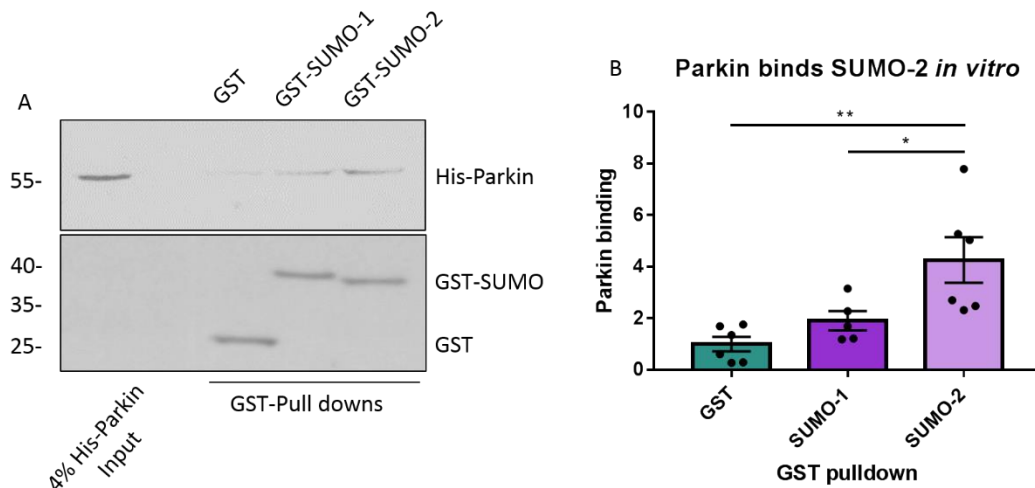 A
GST
GST-SUMO-1
GST-SUMO-2
55-
His-Parkin
40-
35-
25-
GST-SUMO
GST
4% His-Parkin
Input
GST-Pull downs
B
Parkin binds SUMO-2 in vitro
**
*
Parkin binding
10
8
6
4
2
0
GST
SUMO-1
SUMO-2
GST pulldown